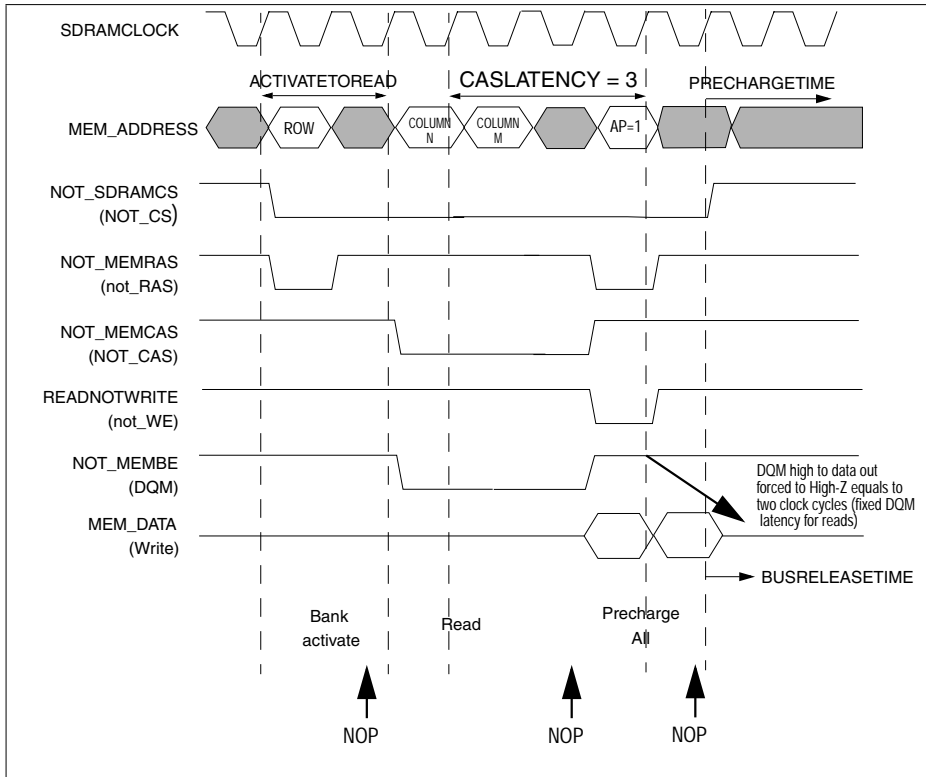 SDRAMCLOCK
ACTIVATETOREAD
CASLATENCY = 3
PRECHARGETIME
MEM_ADDRESS
ROW
COLUMN
N
COLUMN
M
AP=1
NOT_SDRAMCS
(NOT_CS)
NOT_MEMRAS
(not_RAS)
NOT_MEMCAS
(NOT_CAS)
READNOTWRITE
(not_WE)
NOT_MEMBE
(DQM)
DQM high to data out
forced to High-Z equals to
two clock cycles (fixed DQM
latency for reads)
MEM_DATA
(Write)
BUSRELEASETIME
Bank
activate
Read
Precharge
All
NOP
NOP
NOP